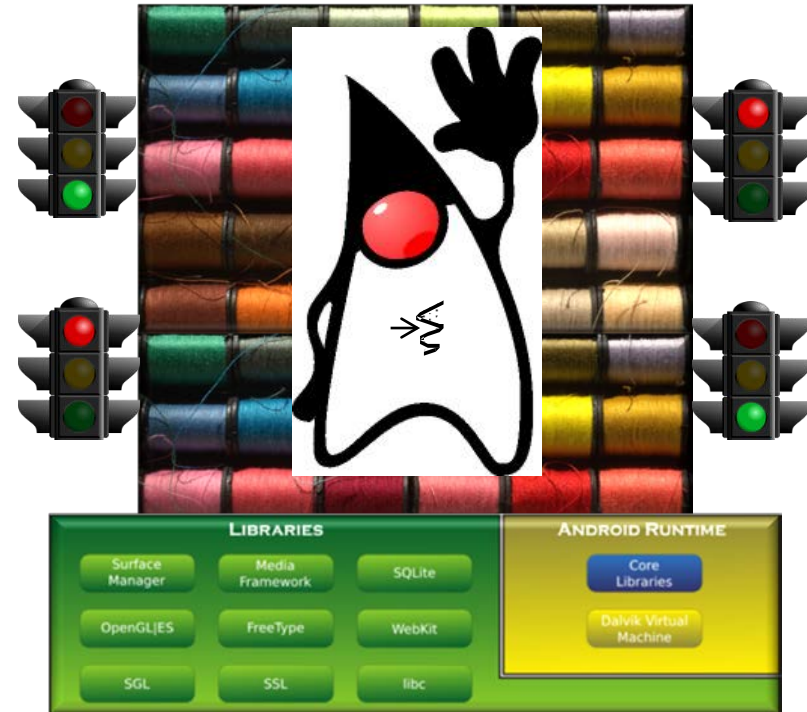 LIBRARIES
Surface
Manager
Media
Framework
SQLite
OpenGL|ES
FreeType
WebKit
SGL
SSL
libc
ANDROID RUNTIME
Core
Libraries
Dalvik Virtual
Machine